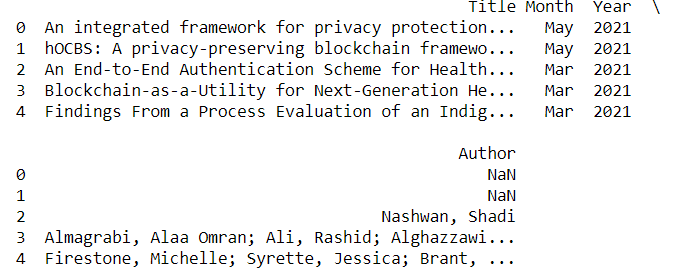 Title Month Year \
0 An integrated framework for privacy protection... May 2021
1 hOCBS: A privacy-preserving blockchain framewo... May 2021
2 An End-to-End Authentication Scheme for Health... Mar 2021
3 Blockchain-as-a-Utility for Next-Generation He... Mar 2021
4 Findings From a Process Evaluation of an Indig... Mar 2021
Author
0 NaN
1 NaN
2 Nashwan, Shadi
3 Almagrabi, Alaa Omran; Ali, Rashid; Alghazzawi...
4 Firestone, Michelle; Syrette, Jessica; Brant, ...